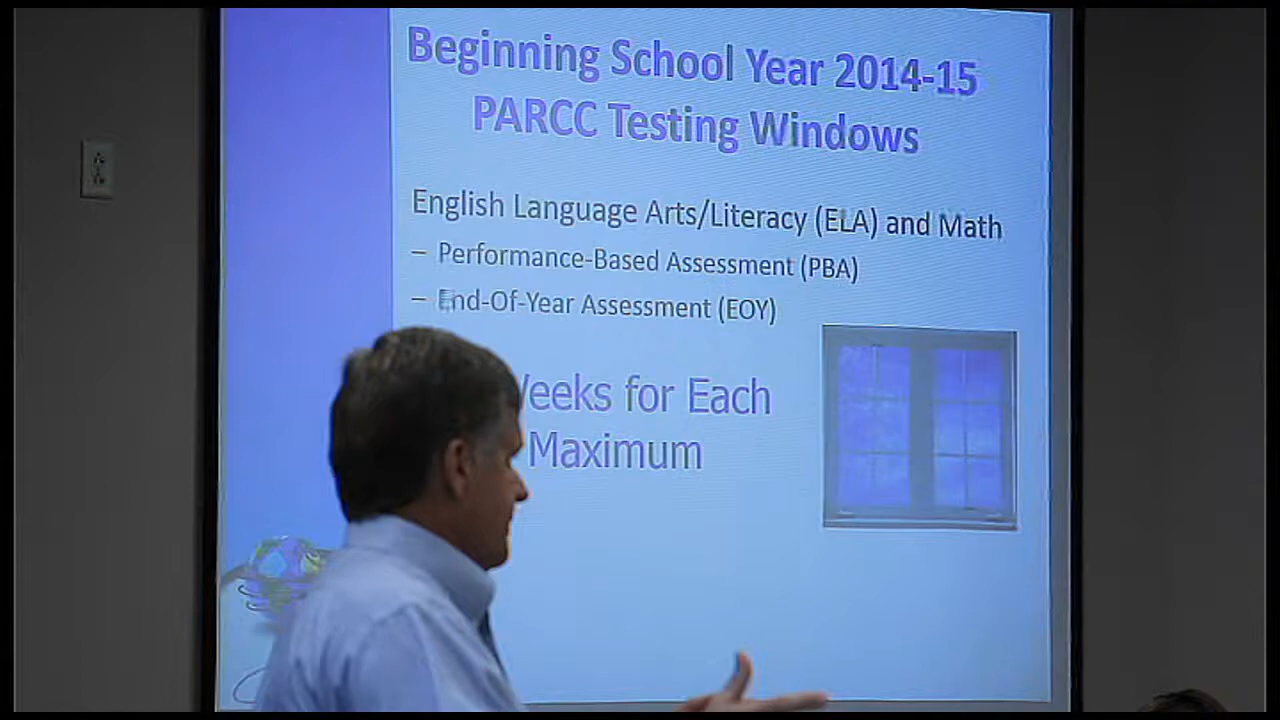 Beginning School Year 2014-15
PARCC Testing Windows
English Language Arts/Literacy (ELA) and Math
– Performance-Based Assessment (PBA)
– End-Of-Year Assessment (EOY)
for Each
Maximum